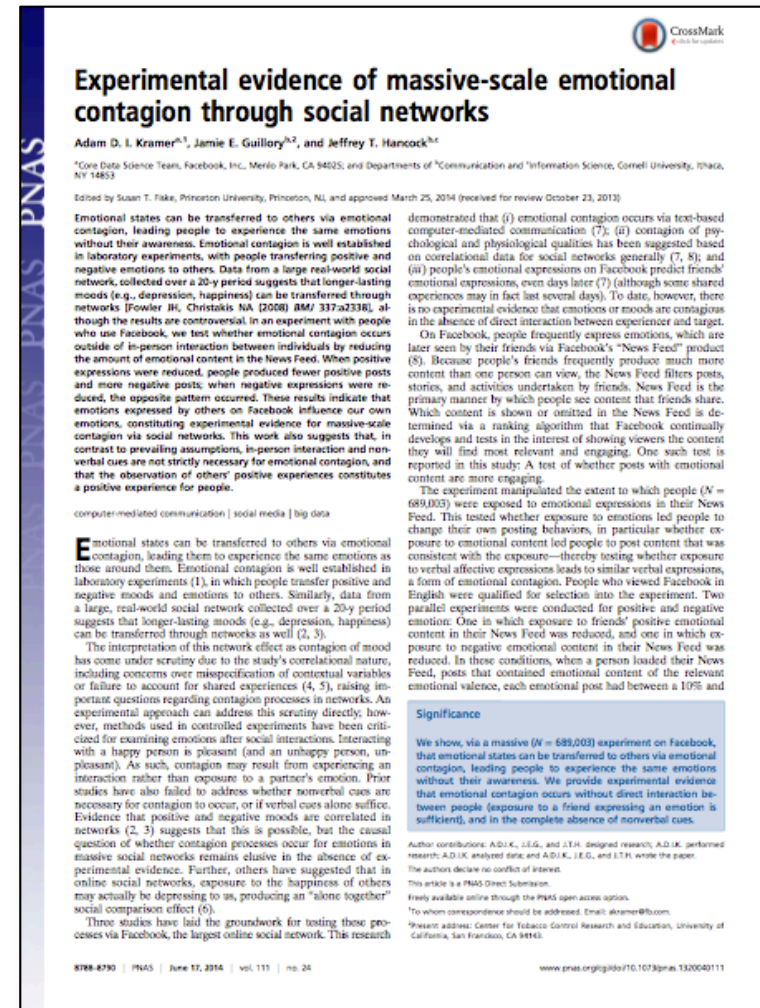 CrossMark
click for updates
Experimental evidence of massive-scale emotional
contagion through social networks
Adam D. I. Kramera,1, Jamie E. Guilloryb,2, and Jeffrey T. Hancockb,c
aCore Data Science Team, Facebook, Inc., Menlo Park, CA 94025; and Departments of bCommunication and cInformation Science, Cornell University, Ithaca,
NY 14853
Edited by Susan T. Fiske, Princeton University, Princeton, NJ, and approved March 25, 2014 (received for review October 23, 2013)
Emotional states can be transferred to others via emotional
contagion, leading people to experience the same emotions
without their awareness. Emotional contagion is well established
in laboratory experiments, with people transferring positive and
negative emotions to others. Data from a large real-world social
network, collected over a 20-y period suggests that longer-lasting
moods (e.g., depression, happiness) can be transferred through
networks [Fowler JH, Christakis NA (2008) BMJ 337:a2338], al-
though the results are controversial. In an experiment with people
who use Facebook, we test whether emotional contagion occurs
outside of in-person interaction between individuals by reducing
the amount of emotional content in the News Feed. When positive
expressions were reduced, people produced fewer positive posts
and more negative posts; when negative expressions were re-
duced, the opposite pattern occurred. These results indicate that
emotions expressed by others on Facebook influence our own
emotions, constituting experimental evidence for massive-scale
contagion via social networks. This work also suggests that, in
contrast to prevailing assumptions, in-person interaction and non-
verbal cues are not strictly necessary for emotional contagion, and
that the observation of others' positive experiences constitutes
a positive experience for people.
computer-mediated communication | social media | big data
Emotional states can be transferred to others via emotional
contagion, leading them to experience the same emotions as
those around them. Emotional contagion is well established in
laboratory experiments (1), in which people transfer positive and
negative moods and emotions to others. Similarly, data from
a large, real-world social network collected over a 20-y period
suggests that longer-lasting moods (e.g., depression, happiness)
can be transferred through networks as well (2, 3).
The interpretation of this network effect as contagion of mood
has come under scrutiny due to the study's correlational nature,
including concerns over misspecification of contextual variables
or failure to account for shared experiences (4, 5), raising im-
portant questions regarding contagion processes in networks. An
experimental approach can address this scrutiny directly; how-
ever, methods used in controlled experiments have been criti-
cized for examining emotions after social interactions. Interacting
with a happy person is pleasant (and an unhappy person, un-
pleasant). As such, contagion may result from experiencing an
interaction rather than exposure to a partner's emotion. Prior
studies have also failed to address whether nonverbal cues are
necessary for contagion to occur, or if verbal cues alone suffice.
Evidence that positive and negative moods are correlated in
networks (2, 3) suggests that this is possible, but the causal
question of whether contagion processes occur for emotions in
massive social networks remains elusive in the absence of ex-
perimental evidence. Further, others have suggested that in
online social networks, exposure to the happiness of others
may actually be depressing to us, producing an "alone together"
social comparison effect (6).
Three studies have laid the groundwork for testing these pro-
cesses via Facebook, the largest online social network. This research
demonstrated that (i) emotional contagion occurs via text-based
computer-mediated communication (7); (ii) contagion of psy-
chological and physiological qualities has been suggested based
on correlational data for social networks generally (7, 8); and
(iii) people's emotional expressions on Facebook predict friends'
emotional expressions, even days later (7) (although some shared
experiences may in fact last several days). To date, however, there
is no experimental evidence that emotions or moods are contagious
in the absence of direct interaction between experiencer and target.
On Facebook, people frequently express emotions, which are
later seen by their friends via Facebook's "News Feed" product
(8). Because people's friends frequently produce much more
content than one person can view, the News Feed filters posts,
stories, and activities undertaken by friends. News Feed is the
primary manner by which people see content that friends share.
Which content is shown or omitted in the News Feed is de-
termined via a ranking algorithm that Facebook continually
develops and tests in the interest of showing viewers the content
they will find most relevant and engaging. One such test is
reported in this study: A test of whether posts with emotional
content are more engaging.
The experiment manipulated the extent to which people (N =
689,003) were exposed to emotional expressions in their News
Feed. This tested whether exposure to emotions led people to
change their own posting behaviors, in particular whether ex-
posure to emotional content led people to post content that was
consistent with the exposure—thereby testing whether exposure
to verbal affective expressions leads to similar verbal expressions,
a form of emotional contagion. People who viewed Facebook in
English were qualified for selection into the experiment. Two
parallel experiments were conducted for positive and negative
emotion: One in which exposure to friends' positive emotional
content in their News Feed was reduced, and one in which ex-
posure to negative emotional content in their News Feed was
reduced. In these conditions, when a person loaded their News
Feed, posts that contained emotional content of the relevant
emotional valence, each emotional post had between a 10% and
Significance
We show, via a massive (N = 689,003) experiment on Facebook,
that emotional states can be transferred to others via emotional
contagion, leading people to experience the same emotions
without their awareness. We provide experimental evidence
that emotional contagion occurs without direct interaction be-
tween people (exposure to a friend expressing an emotion is
sufficient), and in the complete absence of nonverbal cues.
Author contributions: A.D.I.K., J.E.G., and J.T.H. designed research; A.D.I.K. performed
research; A.D.I.K. analyzed data; and A.D.I.K., J.E.G., and J.T.H. wrote the paper.
The authors declare no conflict of interest.
This article is a PNAS Direct Submission.
Freely available online through the PNAS open access option.
1To whom correspondence should be addressed. Email: akramer@fb.com.
2Present address: Center for Tobacco Control Research and Education, University of
California, San Francisco, CA 94143.
8788–8790 | PNAS | June 17, 2014 | vol. 111 | no. 24
www.pnas.org/cgi/doi/10.1073/pnas.1320040111
PNAS PNAS PNAS